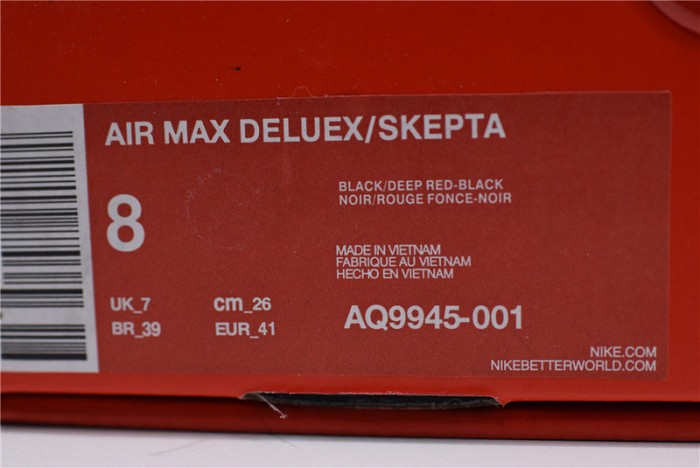 AIR MAX DELUEX/SKEPTA
8
BLACK/DEEP RED-BLACK
NOIR/ROUGE FONCE-NOIR
MADE IN VIETNAM
FABRIQUE AU VIETNAM
HECHO EN VIETNAM
UK_7 cm_26
BR_39 EUR_41
AQ9945-001
NIKE.COM
NIKEBETTERWORLD.COM